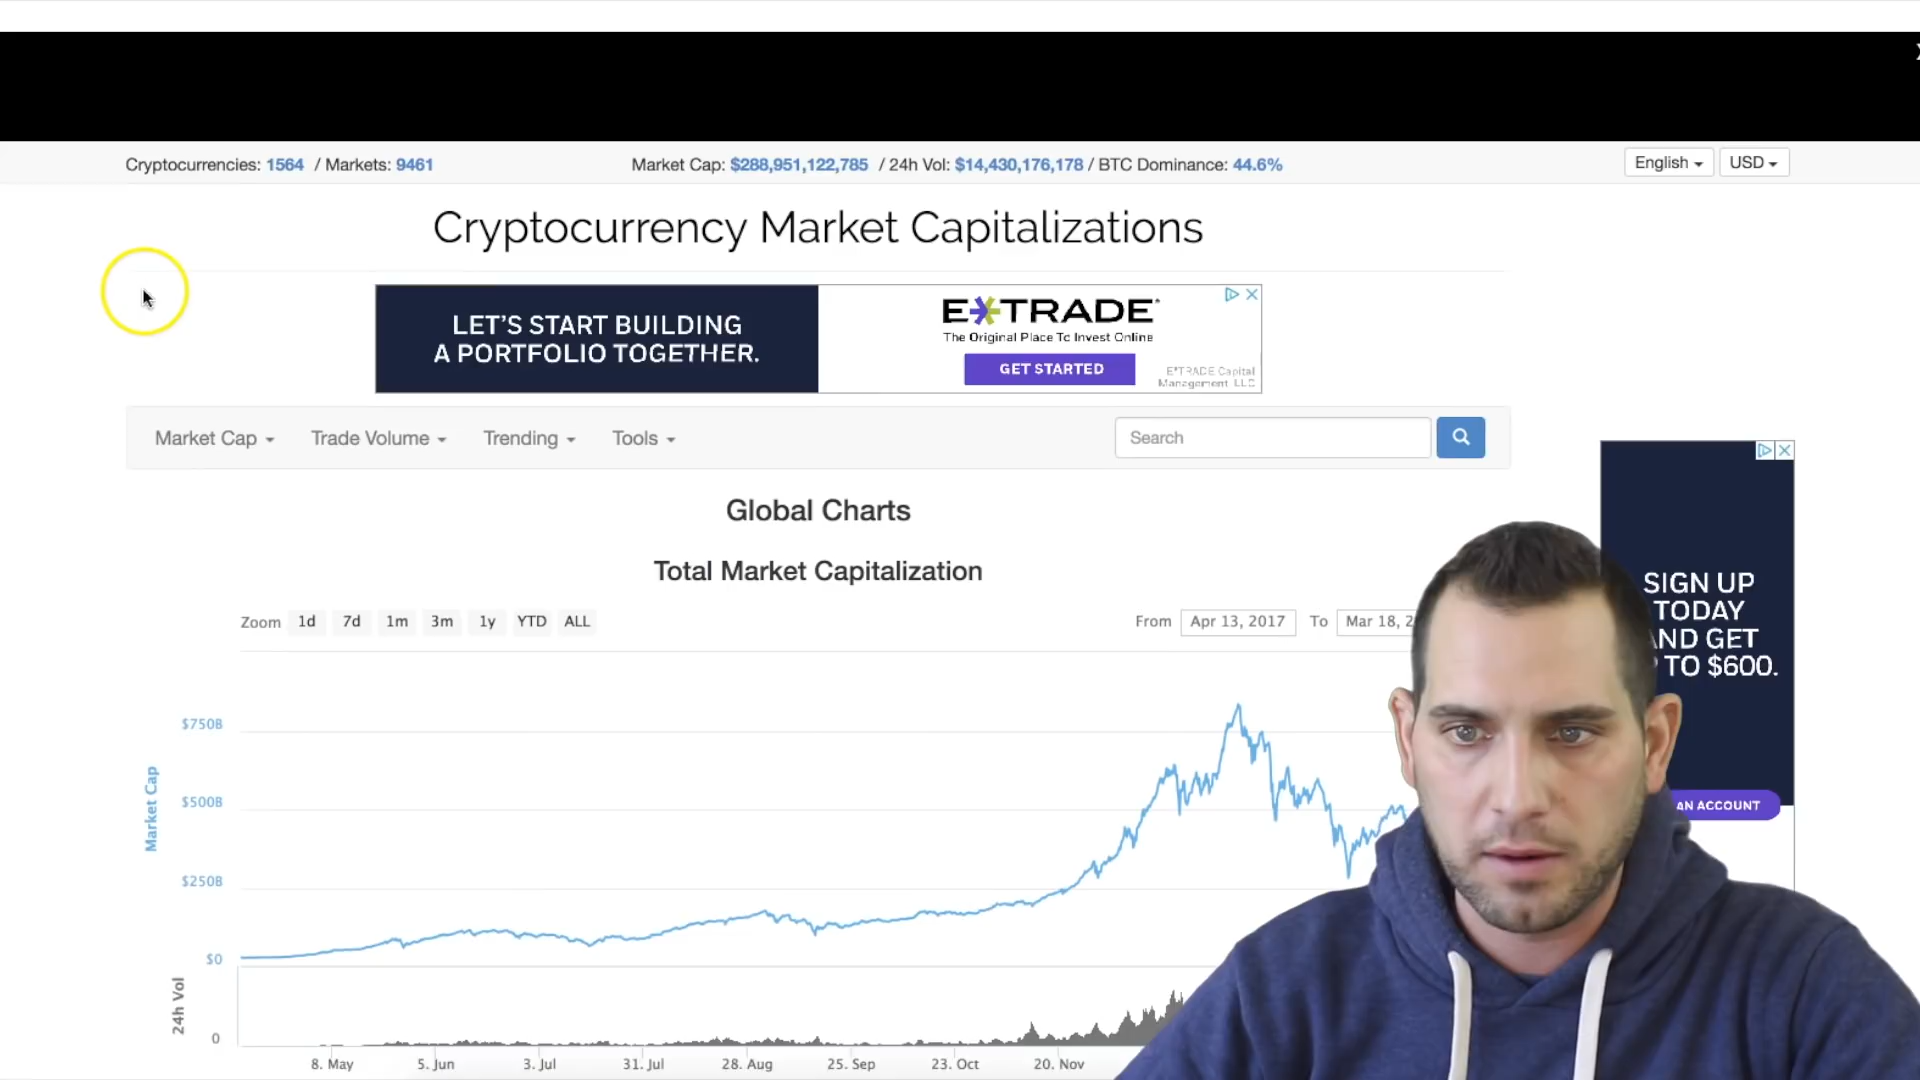 Cryptocurrencies: 1564 / Markets: 9461
Market Cap: $288,951,122,785 / 24h Vol: $14,430,176,178 / BTC Dominance: 44.6%
English
USD
Cryptocurrency Market Capitalizations
LET'S START BUILDING
A PORTFOLIO TOGETHER.
E*TRADE
The Original Place To Invest Online
GET STARTED
E*TRADE Capital
Management, LLC
Market Cap
Trade Volume
Trending
Tools
Search
Global Charts
Total Market Capitalization
Zoom 1d 7d 1m 3m 1y YTD ALL
From Apr 13, 2017 To Mar 18, 2
SIGN UP
TODAY
AND GET
TO $600.
AN ACCOUNT
$750B
$500B
$250B
$0
Market Cap
24h Vol
0
8. May 5. Jun 3. Jul 31. Jul 28. Aug 25. Sep 23. Oct 20. Nov